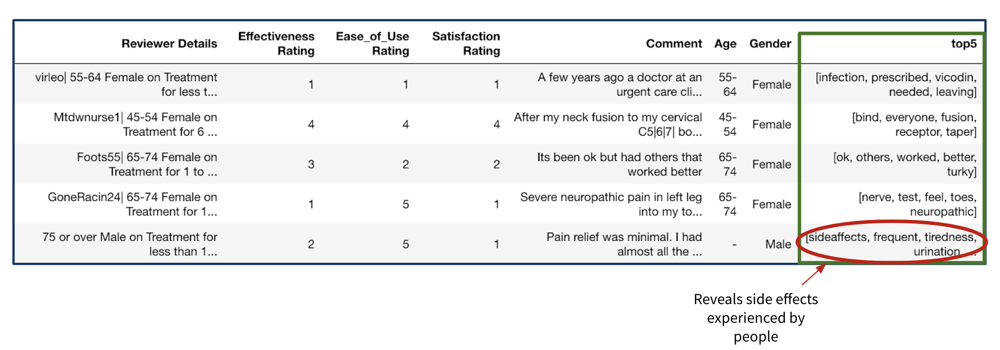 Reviewer Details Effectiveness Rating Ease_of_Use Rating Satisfaction Rating Comment Age Gender top5
virleo| 55-64 Female on Treatment for less t... 1 1 1 A few years ago a doctor at an urgent care cli... 55-64 Female [infection, prescribed, vicodin, needed, leaving]
Mtdwnurse1| 45-54 Female on Treatment for 6 ... 4 4 4 After my neck fusion to my cervical C5|6|7| bo... 45-54 Female [bind, everyone, fusion, receptor, taper]
Foots55| 65-74 Female on Treatment for 1 to ... 3 2 2 Its been ok but had others that worked better 65-74 Female [ok, others, worked, better, turky]
GoneRacin24| 65-74 Female on Treatment for 1... 1 5 1 Severe neuropathic pain in left leg into my to... 65-74 Female [nerve, test, feel, toes, neuropathic]
75 or over Male on Treatment for less than 1... 2 5 1 Pain relief was minimal. I had almost all the ... - Male [sideaffects, frequent, tiredness, urination, ...
Reveals side effects
experienced by
people